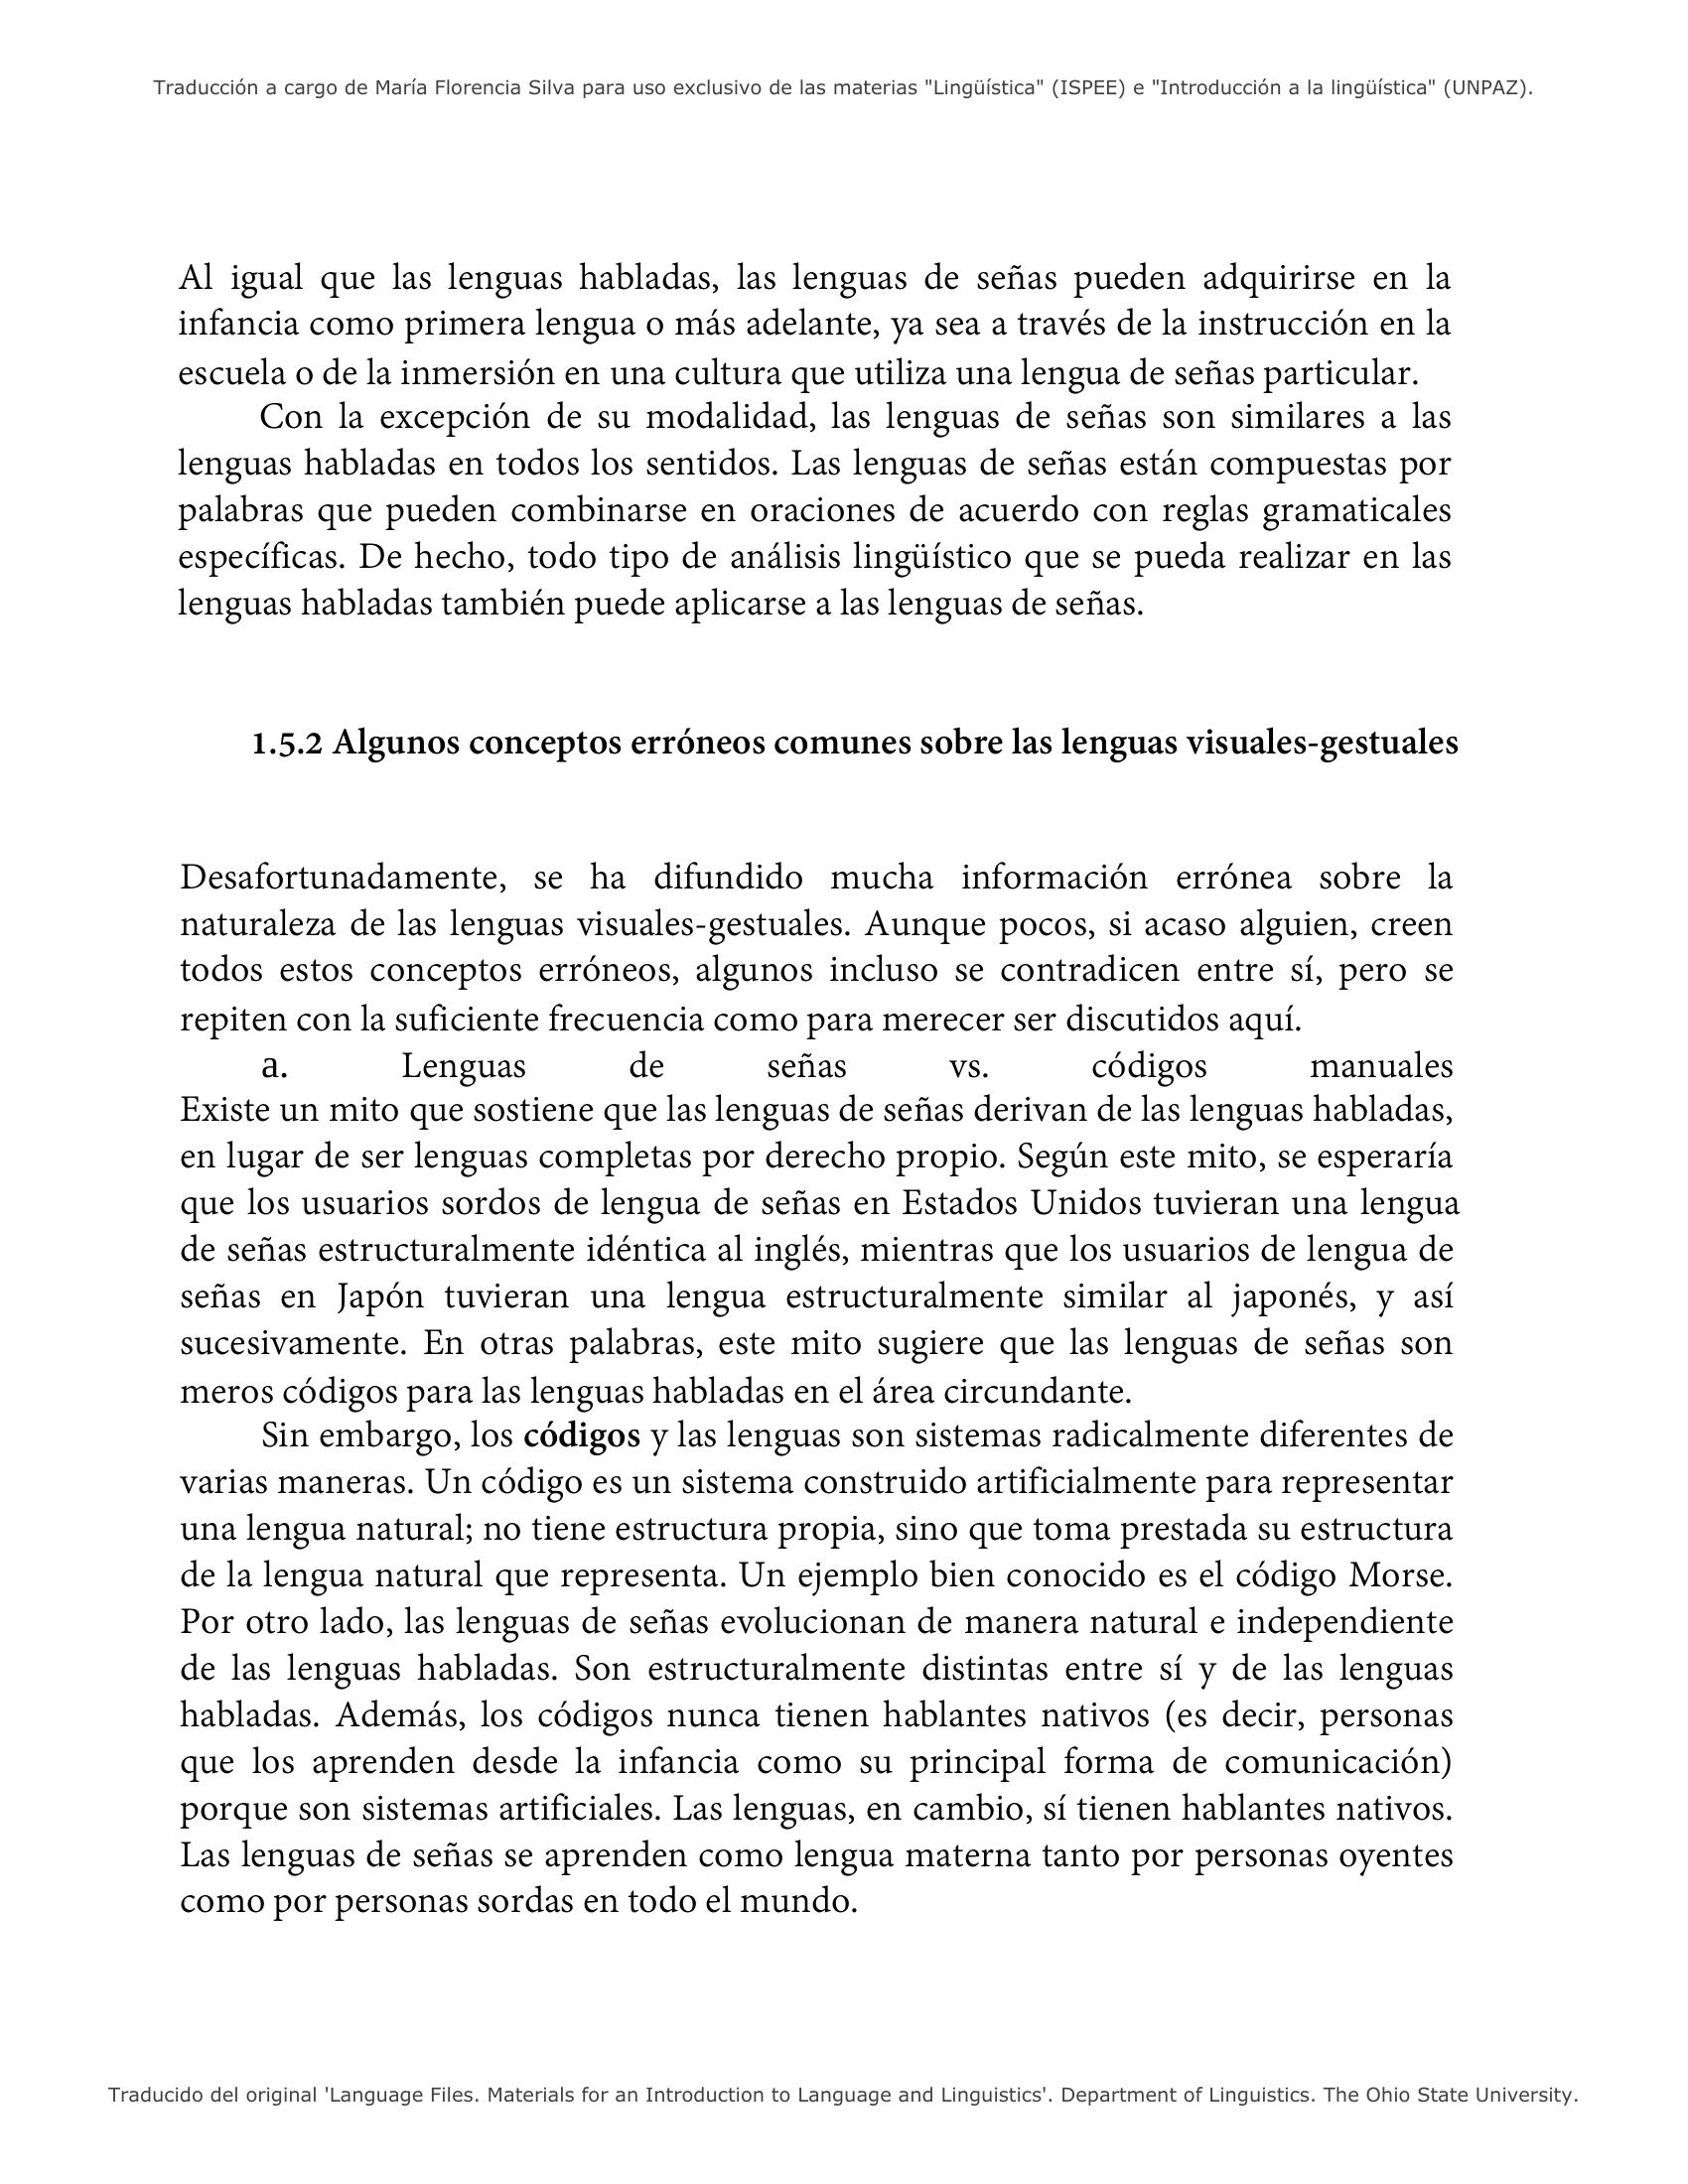 Traducción a cargo de María Florencia Silva para uso exclusivo de las materias "Lingüística" (ISPEE) e "Introducción a la lingüística" (UNPAZ).
Al igual que las lenguas habladas, las lenguas de señas pueden adquirirse en la
infancia como primera lengua o más adelante, ya sea a través de la instrucción en la
escuela o de la inmersión en una cultura que utiliza una lengua de señas particular.
Con la excepción de su modalidad, las lenguas de señas son similares a las
lenguas habladas en todos los sentidos. Las lenguas de señas están compuestas por
palabras que pueden combinarse en oraciones de acuerdo con reglas gramaticales
específicas. De hecho, todo tipo de análisis lingüístico que se pueda realizar en las
lenguas habladas también puede aplicarse a las lenguas de señas.
1.5.2 Algunos conceptos erróneos comunes sobre las lenguas visuales-gestuales
Desafortunadamente, se ha difundido mucha información errónea sobre la
naturaleza de las lenguas visuales-gestuales. Aunque pocos, si acaso alguien, creen
todos estos conceptos erróneos, algunos incluso se contradicen entre sí, pero se
repiten con la suficiente frecuencia como para merecer ser discutidos aquí.
a. Lenguas de señas vs. códigos manuales
Existe un mito que sostiene que las lenguas de señas derivan de las lenguas habladas,
en lugar de ser lenguas completas por derecho propio. Según este mito, se esperaría
que los usuarios sordos de lengua de señas en Estados Unidos tuvieran una lengua
de señas estructuralmente idéntica al inglés, mientras que los usuarios de lengua de
señas en Japón tuvieran una lengua estructuralmente similar al japonés, y así
sucesivamente. En otras palabras, este mito sugiere que las lenguas de señas son
meros códigos para las lenguas habladas en el área circundante.
Sin embargo, los códigos y las lenguas son sistemas radicalmente diferentes de
varias maneras. Un código es un sistema construido artificialmente para representar
una lengua natural; no tiene estructura propia, sino que toma prestada su estructura
de la lengua natural que representa. Un ejemplo bien conocido es el código Morse.
Por otro lado, las lenguas de señas evolucionan de manera natural e independiente
de las lenguas habladas. Son estructuralmente distintas entre sí y de las lenguas
habladas. Además, los códigos nunca tienen hablantes nativos (es decir, personas
que los aprenden desde la infancia como su principal forma de comunicación)
porque son sistemas artificiales. Las lenguas, en cambio, sí tienen hablantes nativos.
Las lenguas de señas se aprenden como lengua materna tanto por personas oyentes
como por personas sordas en todo el mundo.
Traducido del original 'Language Files. Materials for an Introduction to Language and Linguistics'. Department of Linguistics. The Ohio State University.